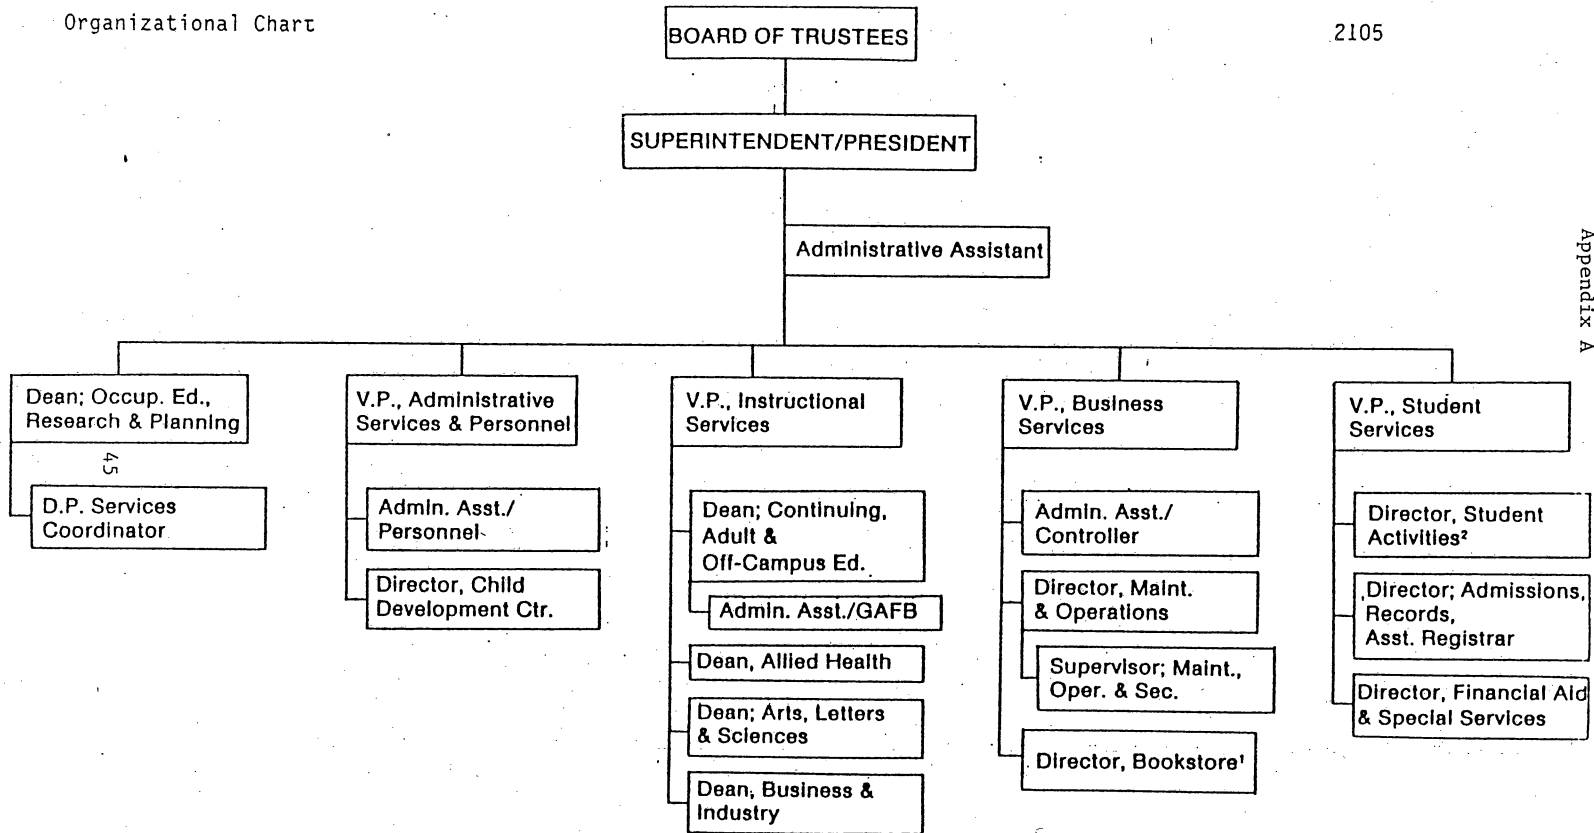 Organizational Chart
2105
BOARD OF TRUSTEES
SUPERINTENDENT/PRESIDENT
Administrative Assistant
Appendix A
Dean; Occup. Ed.,
Research & Planning
45
D.P. Services
Coordinator
V.P., Administrative
Services & Personnel
Admin. Asst./
Personnel
Director, Child
Development Ctr.
V.P., Instructional
Services
Dean; Continuing,
Adult &
Off-Campus Ed.
Admin. Asst./GAFB
Dean, Allied Health
Dean; Arts, Letters
& Sciences
Dean, Business &
Industry
V.P., Business
Services
Admin. Asst./
Controller
Director, Maint.
& Operations
Supervisor; Maint.,
Oper. & Sec.
Director, Bookstore¹
V.P., Student
Services
Director, Student
Activities²
Director; Admissions,
Records,
Asst. Registrar
Director, Financial Aid
& Special Services